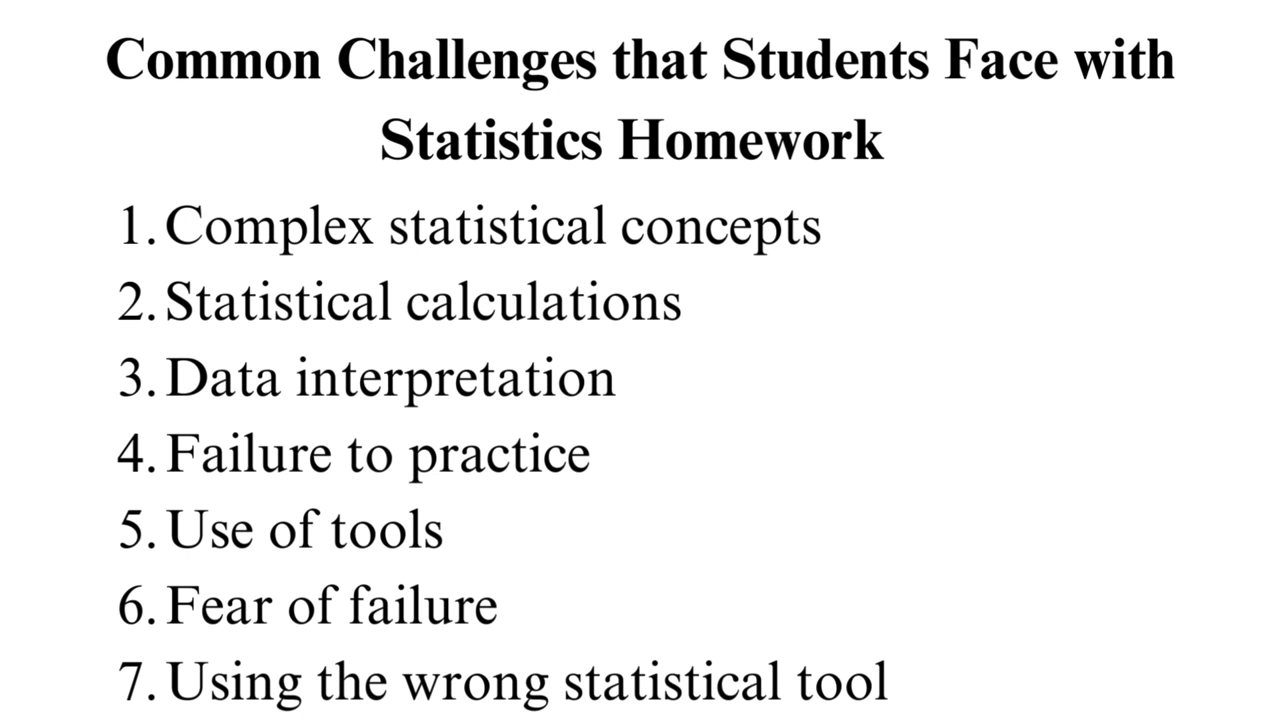 Common Challenges that Students Face with
Statistics Homework
1. Complex statistical concepts
2. Statistical calculations
3. Data interpretation
4. Failure to practice
5. Use of tools
6. Fear of failure
7. Using the wrong statistical tool